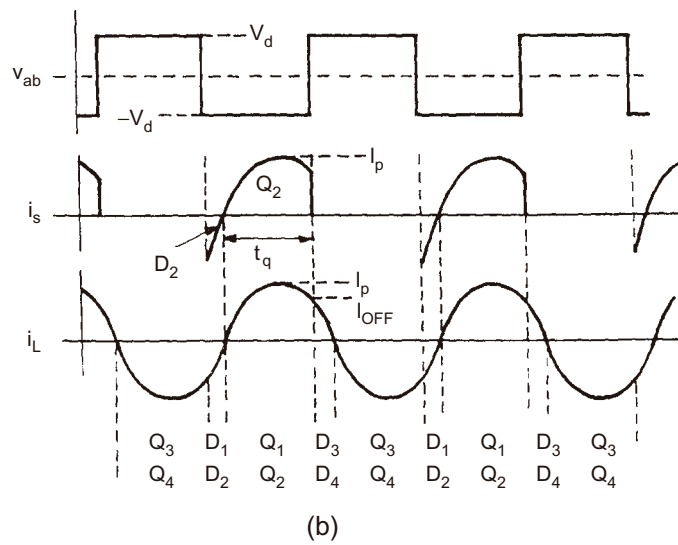 V_d
v_ab
–V_d
I_p
Q_2
i_s
D_2
t_q
I_p
I_OFF
i_L
Q_3 D_1 Q_1 D_3 Q_3 D_1 Q_1 D_3 Q_3
Q_4 D_2 Q_2 D_4 Q_4 D_2 Q_2 D_4 Q_4
(b)